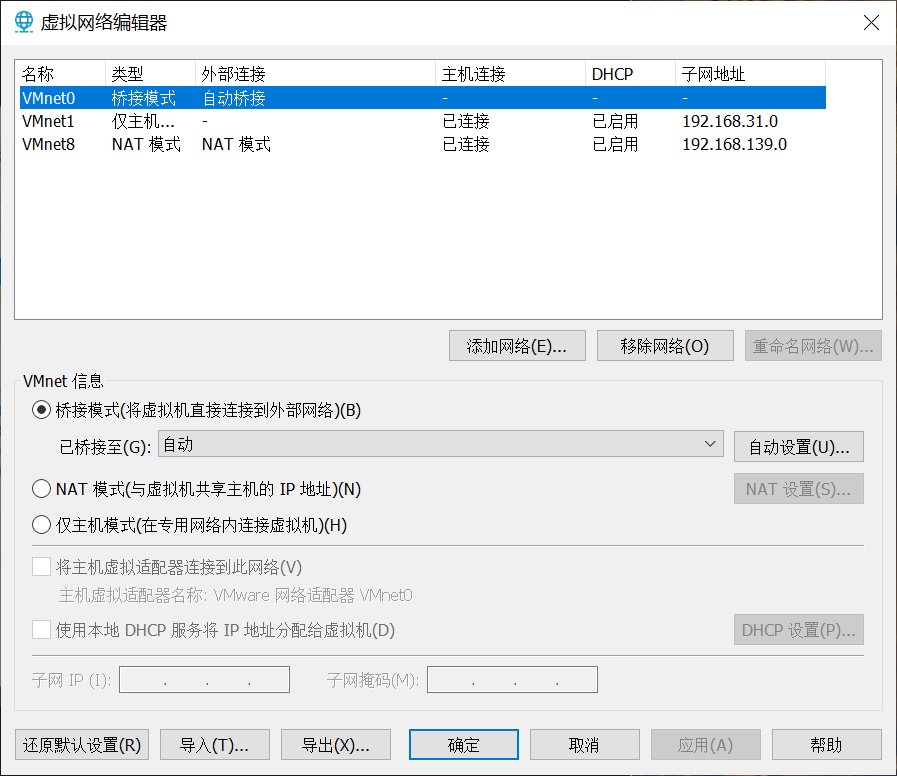 虚拟网络编辑器
名称 类型 外部连接 主机连接 DHCP 子网地址
VMnet0 桥接模式 自动桥接 - - -
VMnet1 仅主机... - 已连接 已启用 192.168.31.0
VMnet8 NAT 模式 NAT 模式 已连接 已启用 192.168.139.0
添加网络(E)... 移除网络(O) 重命名网络(W)...
VMnet 信息
桥接模式(将虚拟机直接连接到外部网络)(B)
已桥接至(G): 自动 自动设置(U)...
NAT 模式(与虚拟机共享主机的 IP 地址)(N) NAT 设置(S)...
仅主机模式(在专用网络内连接虚拟机)(H)
将主机虚拟适配器连接到此网络(V)
主机虚拟适配器名称: VMware 网络适配器 VMnet0
使用本地 DHCP 服务将 IP 地址分配给虚拟机(D) DHCP 设置(P)...
子网 IP (I): . . . 子网掩码(M): . . .
还原默认设置(R) 导入(T)... 导出(X)... 确定 取消 应用(A) 帮助